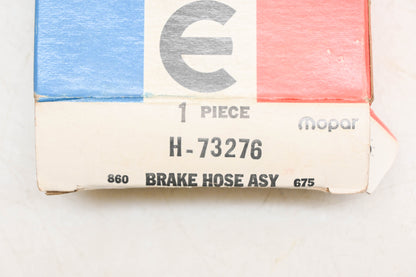 E
1 PIECE
mopar
H-73276
860 BRAKE HOSE ASY 675